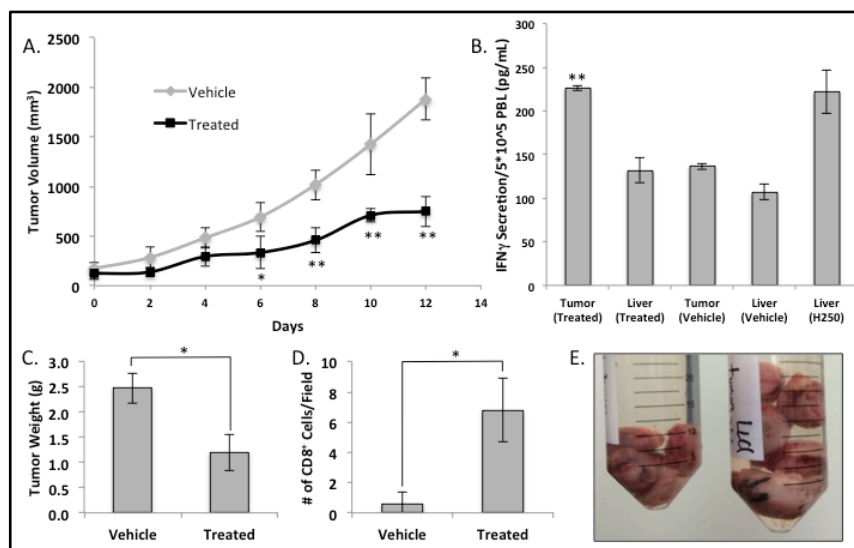 A.
2500
2000
1500
1000
500
0
Tumor Volume (mm³)
Vehicle
Treated
*
**
**
**
0 2 4 6 8 10 12 14
Days
B.
300
250
200
150
100
50
0
IFNγ Secretion/5*10^5 PBL (pg/mL)
**
Tumor (Treated)
Liver (Treated)
Tumor (Vehicle)
Liver (Vehicle)
Liver (H250)
C.
3.0
2.5
2.0
1.5
1.0
0.5
0.0
Tumor Weight (g)
*
Vehicle Treated
D.
10
8
6
4
2
0
# of CD8⁺ Cells/Field
*
Vehicle Treated
E.